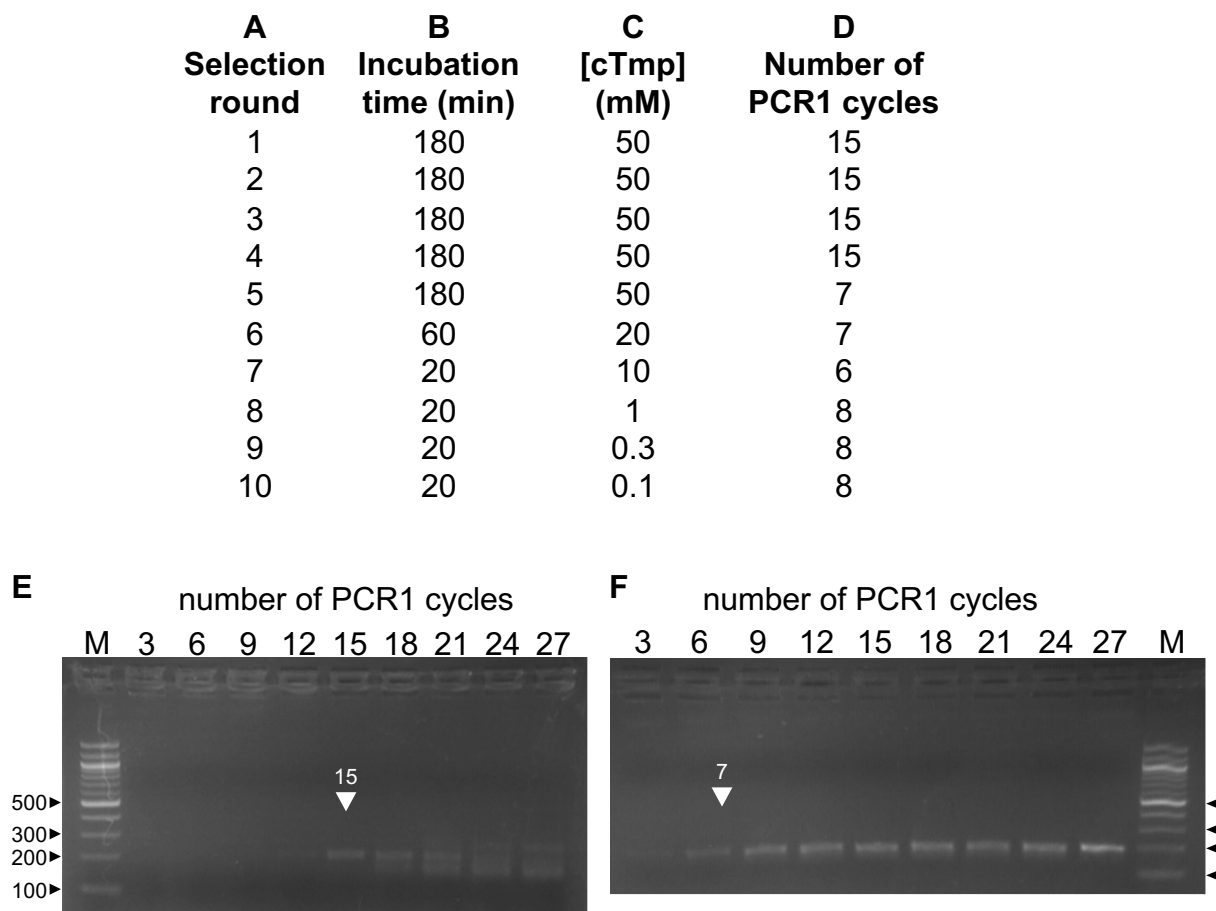 A B C D
Selection Incubation [cTmp] Number of
round time (min) (mM) PCR1 cycles
1 180 50 15
2 180 50 15
3 180 50 15
4 180 50 15
5 180 50 7
6 60 20 7
7 20 10 6
8 20 1 8
9 20 0.3 8
10 20 0.1 8
E number of PCR1 cycles
M 3 6 9 12 15 18 21 24 27
15
500
300
200
100
F number of PCR1 cycles
3 6 9 12 15 18 21 24 27 M
7